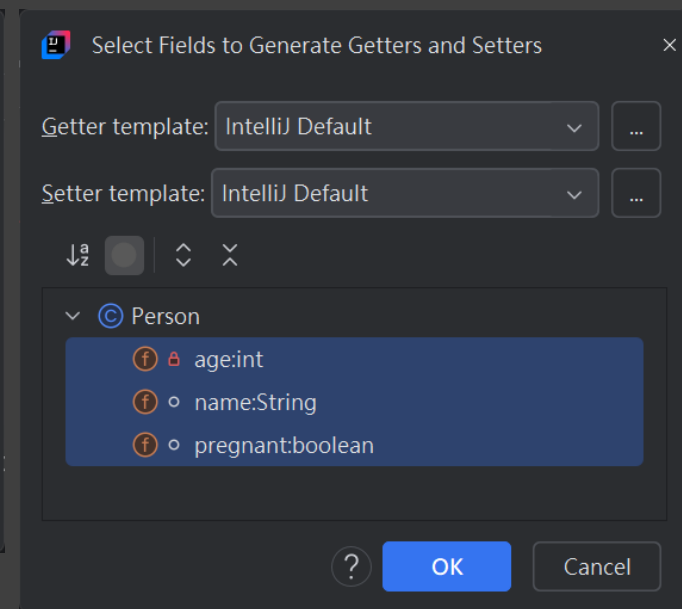 Select Fields to Generate Getters and Setters
Getter template: IntelliJ Default ...
Setter template: IntelliJ Default ...
Person
age:int
name:String
pregnant:boolean
? OK Cancel